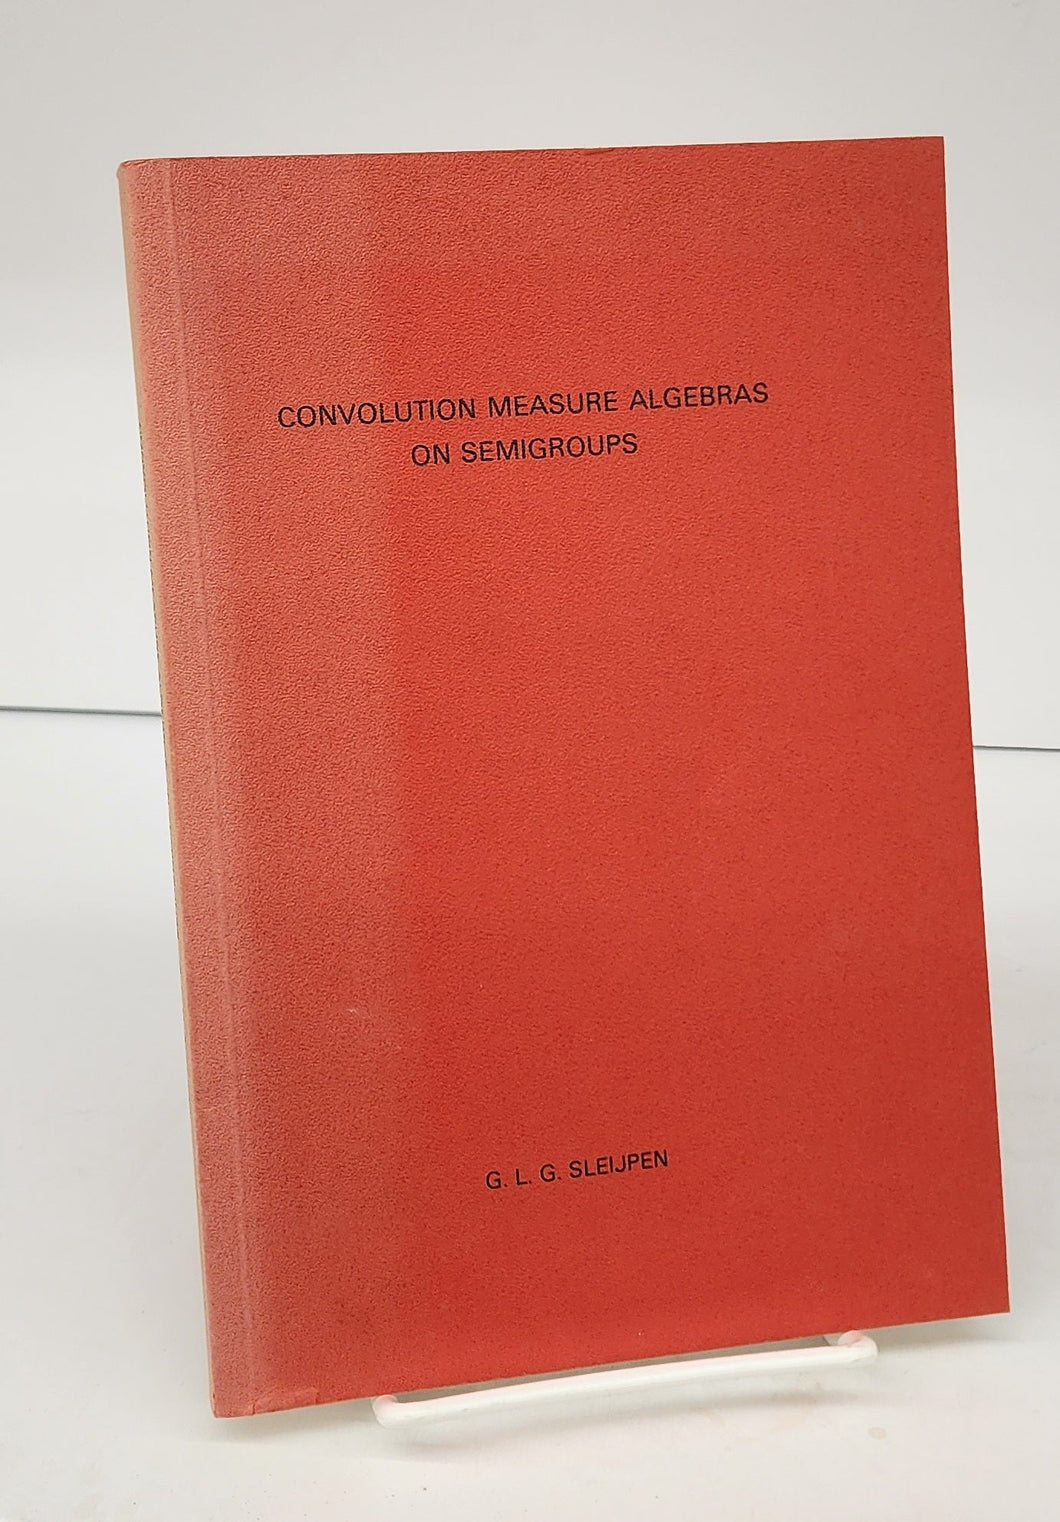 CONVOLUTION MEASURE ALGEBRAS
ON SEMIGROUPS
G. L. G. SLEIJPEN